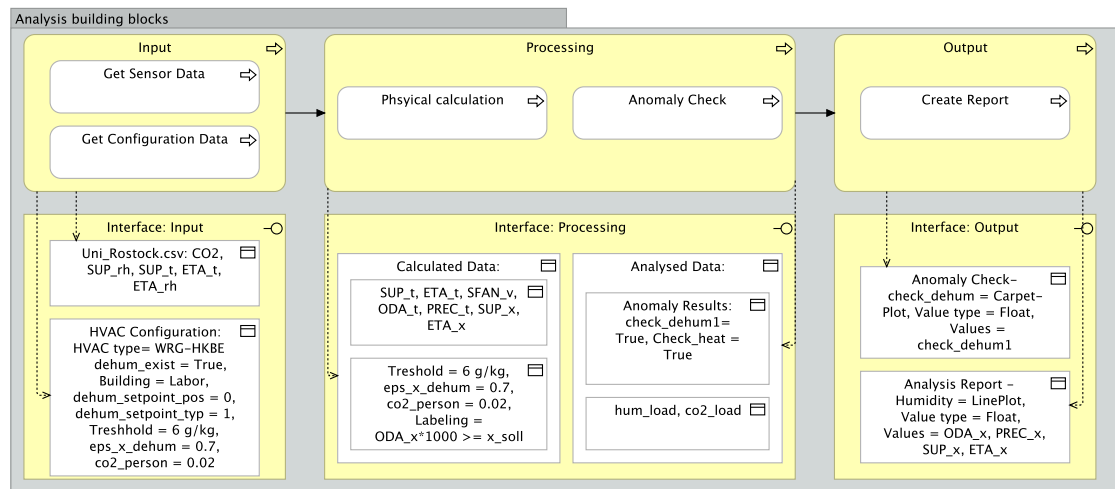 Analysis building blocks
Input
Get Sensor Data
Get Configuration Data
Processing
Phsyical calculation
Anomaly Check
Output
Create Report
Interface: Input
Uni_Rostock.csv: CO2,
SUP_rh, SUP_t, ETA_t,
ETA_rh
HVAC Configuration:
HVAC type= WRG-HKBE
dehum_exist = True,
Building = Labor,
dehum_setpoint_pos = 0,
dehum_setpoint_typ = 1,
Treshhold = 6 g/kg,
eps_x_dehum = 0.7,
co2_person = 0.02
Interface: Processing
Calculated Data:
SUP_t, ETA_t, SFAN_v,
ODA_t, PREC_t, SUP_x,
ETA_x
Treshold = 6 g/kg,
eps_x_dehum = 0.7,
co2_person = 0.02,
Labeling =
ODA_x*1000 >= x_soll
Analysed Data:
Anomaly Results:
check_dehum1=
True, Check_heat =
True
hum_load, co2_load
Interface: Output
Anomaly Check-
check_dehum = Carpet-
Plot, Value type = Float,
Values =
check_dehum1
Analysis Report -
Humidity = LinePlot,
Value type = Float,
Values = ODA_x, PREC_x,
SUP_x, ETA_x